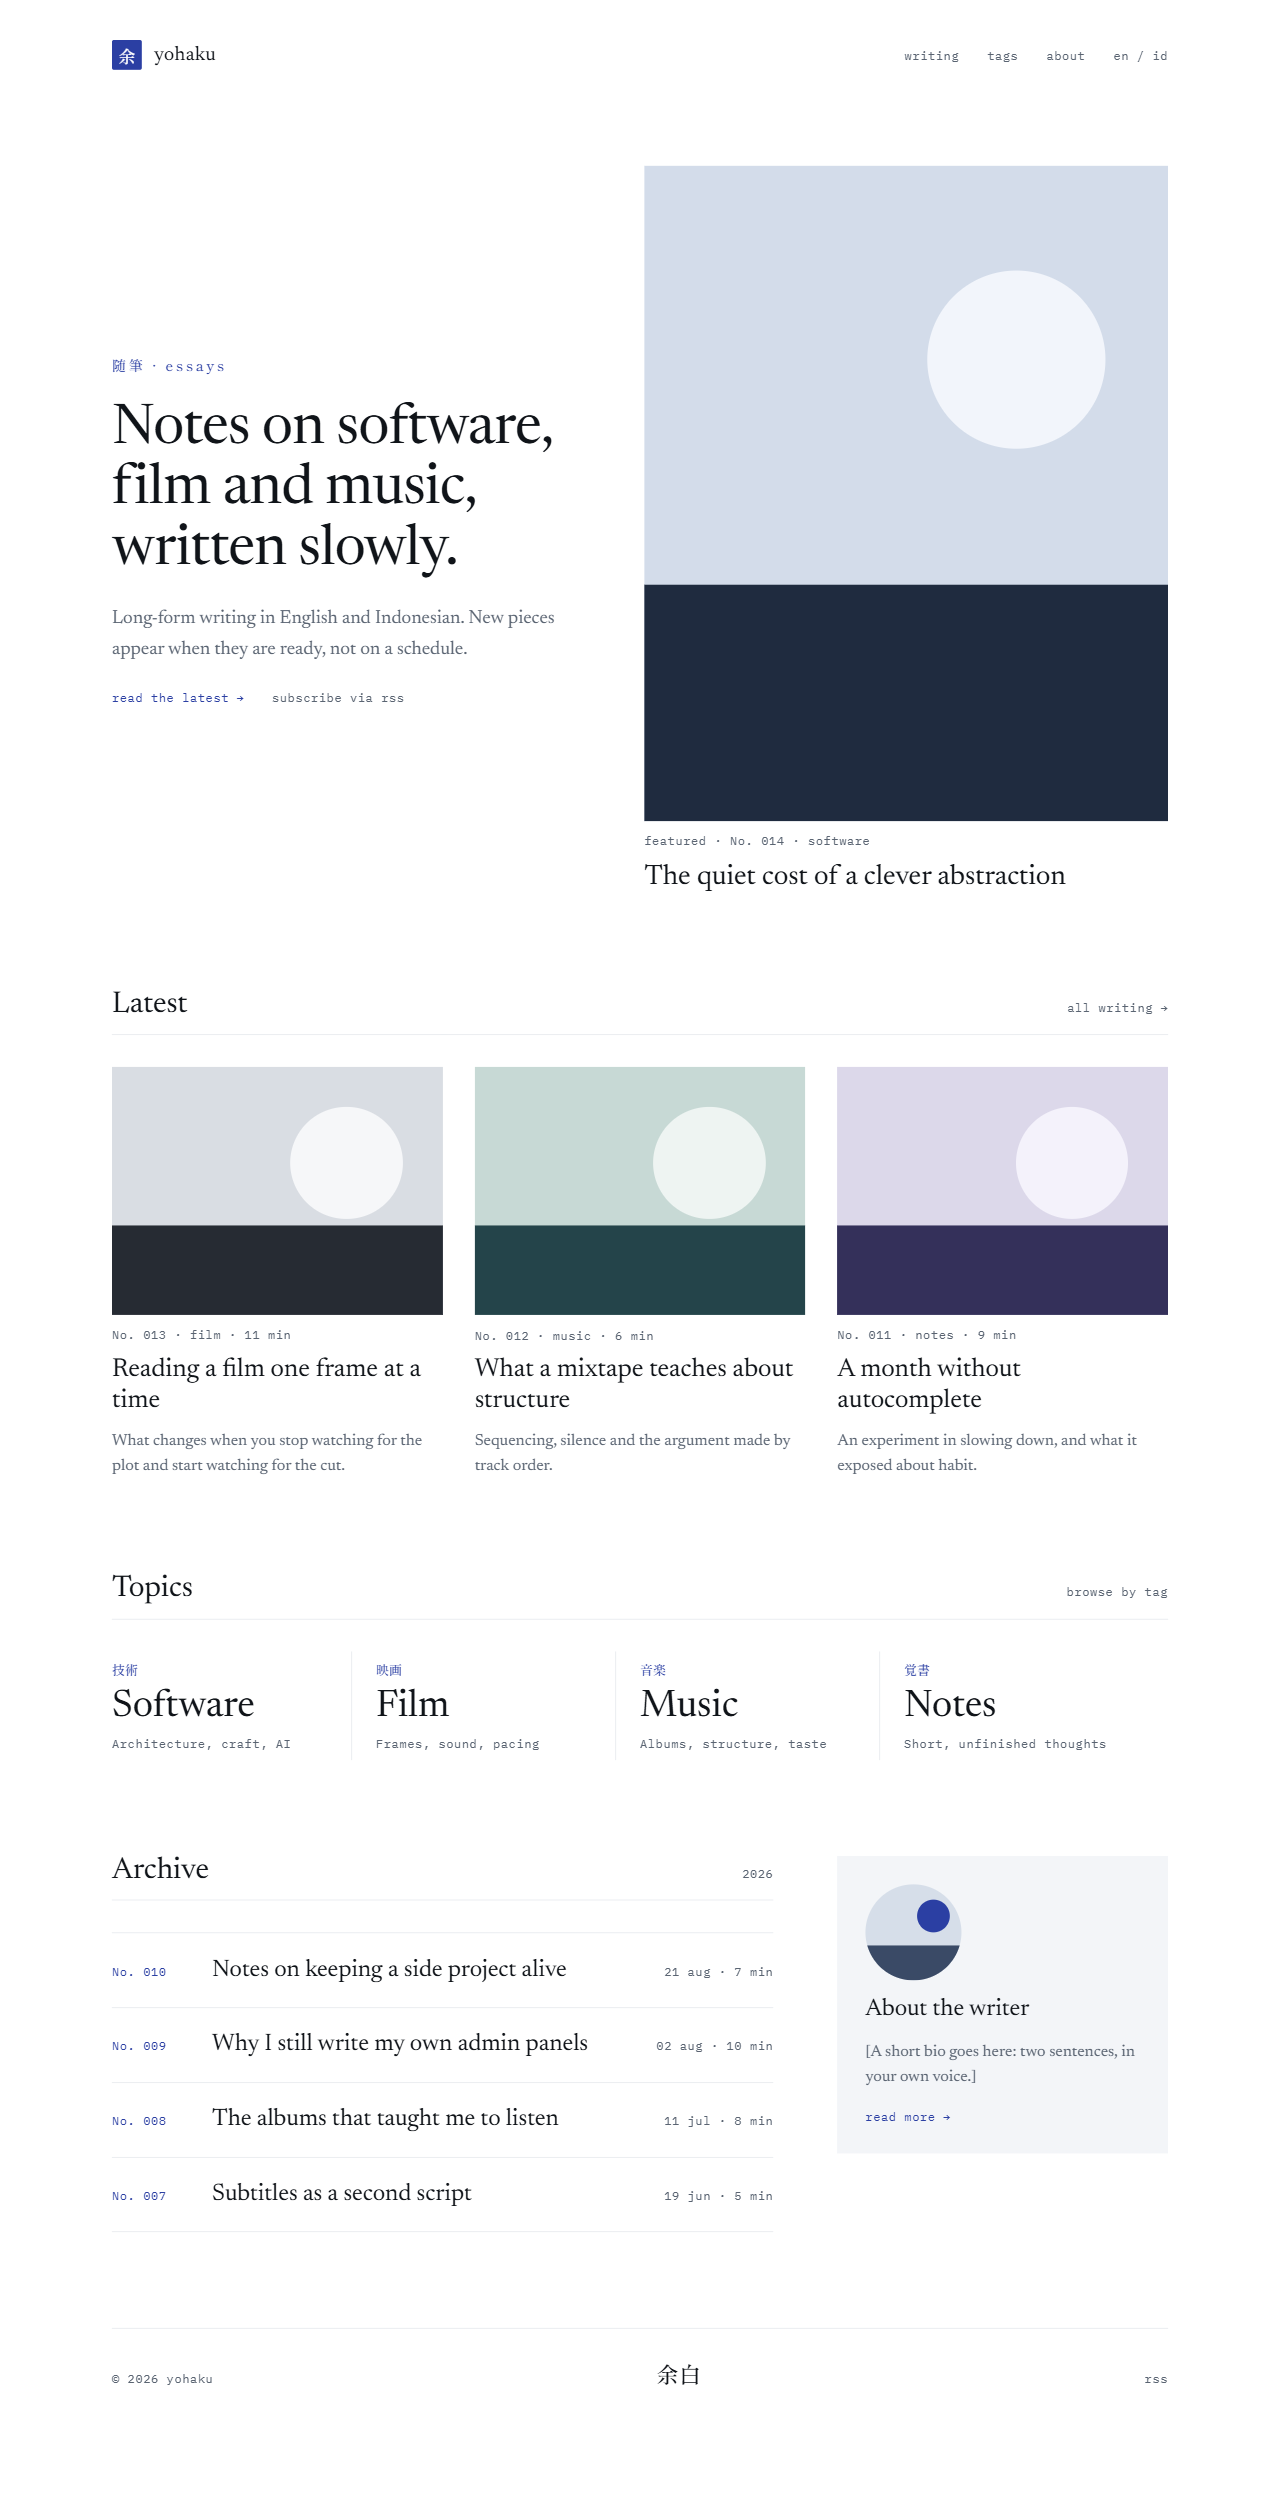 余 yohaku
writing tags about en / id
随筆 · essays
Notes on software,
film and music,
written slowly.
Long-form writing in English and Indonesian. New pieces
appear when they are ready, not on a schedule.
read the latest → subscribe via rss
featured · No. 014 · software
The quiet cost of a clever abstraction
Latest
all writing →
No. 013 · film · 11 min
Reading a film one frame at a
time
What changes when you stop watching for the
plot and start watching for the cut.
No. 012 · music · 6 min
What a mixtape teaches about
structure
Sequencing, silence and the argument made by
track order.
No. 011 · notes · 9 min
A month without
autocomplete
An experiment in slowing down, and what it
exposed about habit.
Topics
browse by tag
技術
Software
Architecture, craft, AI
映画
Film
Frames, sound, pacing
音楽
Music
Albums, structure, taste
覚書
Notes
Short, unfinished thoughts
Archive
2026
No. 010 Notes on keeping a side project alive 21 aug · 7 min
No. 009 Why I still write my own admin panels 02 aug · 10 min
No. 008 The albums that taught me to listen 11 jul · 8 min
No. 007 Subtitles as a second script 19 jun · 5 min
About the writer
[A short bio goes here: two sentences, in
your own voice.]
read more →
© 2026 yohaku
余白
rss